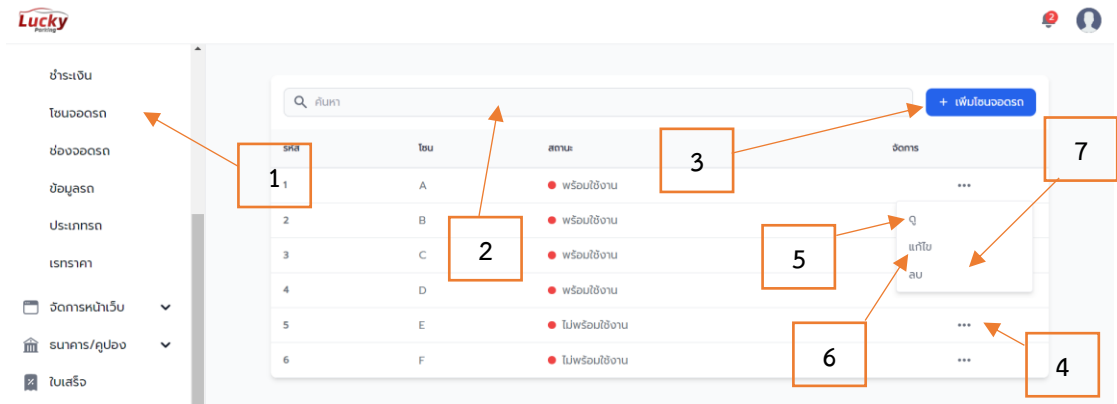 Lucky
Parking
2
ชำระเงิน
โซนจอดรถ
ช่องจอดรถ
ข้อมูลรถ
ประเภทรถ
เรทราคา
จัดการหน้าเว็บ
ธนาคาร/คูปอง
ใบเสร็จ
ค้นหา
+ เพิ่มโซนจอดรถ
รหัส โซน สถานะ จัดการ
1 A พร้อมใช้งาน •••
2 B พร้อมใช้งาน
3 C พร้อมใช้งาน
4 D พร้อมใช้งาน
5 E ไม่พร้อมใช้งาน •••
6 F ไม่พร้อมใช้งาน •••
ดู
แก้ไข
ลบ
1
2
3
4
5
6
7